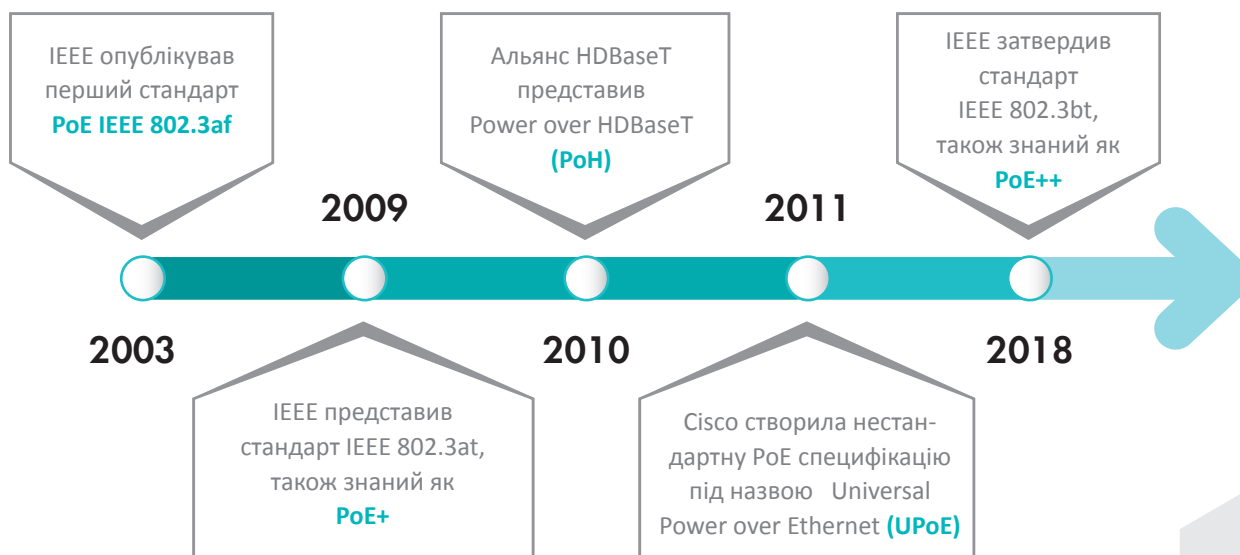 IEEE опублікував
перший стандарт
PoE IEEE 802.3af
2003
2009
IEEE представив
стандарт IEEE 802.3at,
також знаний як
PoE+
Альянс HDBaseT
представив
Power over HDBaseT
(PoH)
2010
2011
Cisco створила нестан-
дартну PoE специфікацію
під назвою Universal
Power over Ethernet (UPoE)
IEEE затвердив
стандарт
IEEE 802.3bt,
також знаний як
PoE++
2018